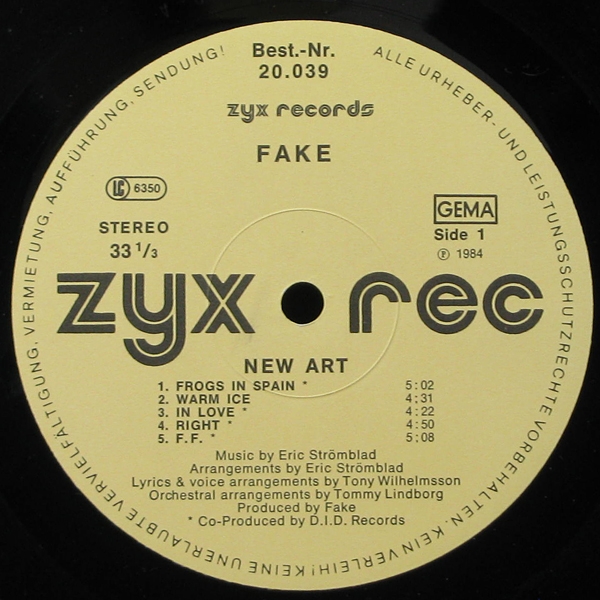 ALLE URHEBER- UND LEISTUNGSSCHUTZRECHTE VORBEHALTEN. KEIN VERLEIH! KEINE UNERLAUBTE VERVIELFÄLTIGUNG, VERMIETUNG, AUFFÜHRUNG, SENDUNG!
Best.-Nr.
20.039
zyx records
FAKE
LC 6350
GEMA
STEREO
Side 1
33 1/3
℗ 1984
zyx rec
NEW ART
1. FROGS IN SPAIN * 5:02
2. WARM ICE 4;31
3. IN LOVE * 4:22
4. RIGHT * 4:50
5. F.F. * 5;08
Music by Eric Strömblad
Arrangements by Eric Strömblad
Lyrics & voice arrangements by Tony Wilhelmsson
Orchestral arrangements by Tommy Lindborg
Produced by Fake
* Co-Produced by D.I.D. Records